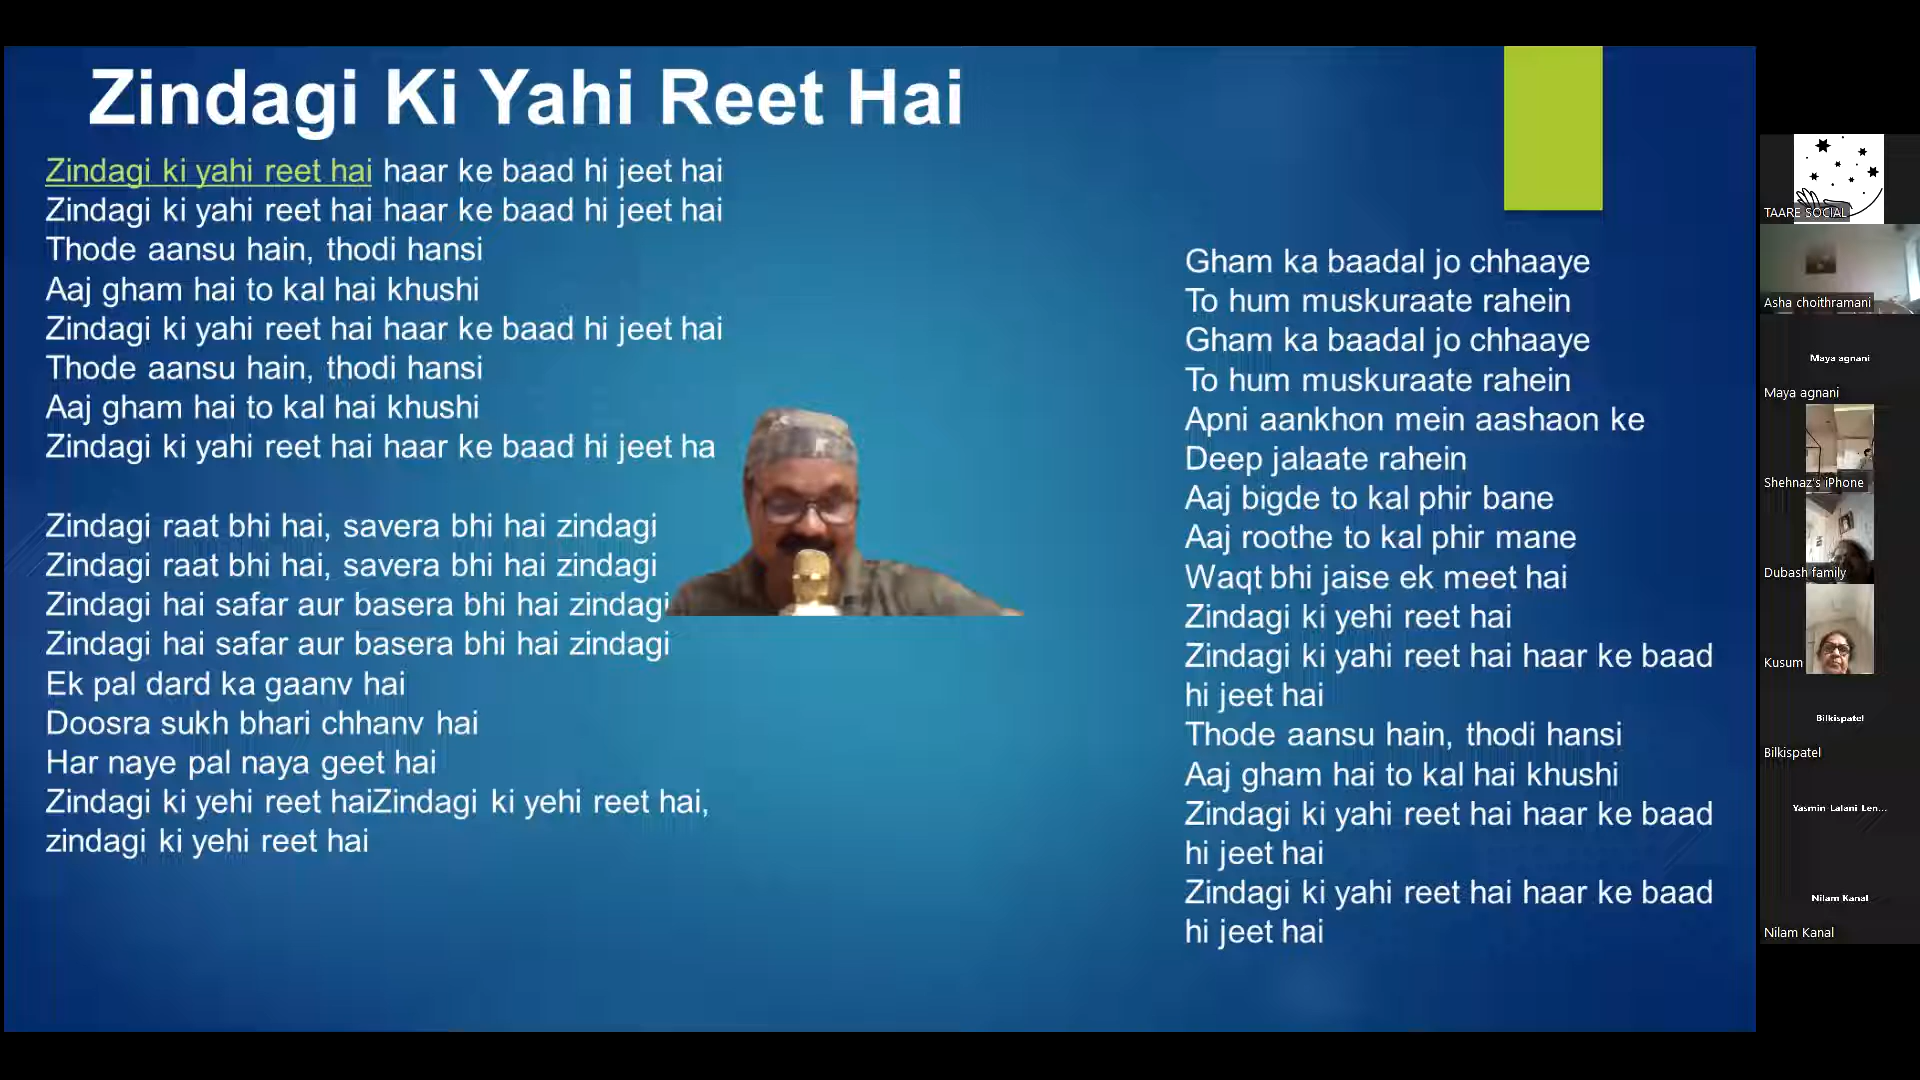 Zindagi Ki Yahi Reet Hai
Zindagi ki yahi reet hai haar ke baad hi jeet hai
Zindagi ki yahi reet hai haar ke baad hi jeet hai
Thode aansu hain, thodi hansi
Aaj gham hai to kal hai khushi
Zindagi ki yahi reet hai haar ke baad hi jeet hai
Thode aansu hain, thodi hansi
Aaj gham hai to kal hai khushi
Zindagi ki yahi reet hai haar ke baad hi jeet ha
Zindagi raat bhi hai, savera bhi hai zindagi
Zindagi raat bhi hai, savera bhi hai zindagi
Zindagi hai safar aur basera bhi hai zindagi
Zindagi hai safar aur basera bhi hai zindagi
Ek pal dard ka gaanv hai
Doosra sukh bhari chhanv hai
Har naye pal naya geet hai
Zindagi ki yehi reet haiZindagi ki yehi reet hai,
zindagi ki yehi reet hai
Gham ka baadal jo chhaaye
To hum muskuraate rahein
Gham ka baadal jo chhaaye
To hum muskuraate rahein
Apni aankhon mein aashaon ke
Deep jalaate rahein
Aaj bigde to kal phir bane
Aaj roothe to kal phir mane
Waqt bhi jaise ek meet hai
Zindagi ki yehi reet hai
Zindagi ki yahi reet hai haar ke baad
hi jeet hai
Thode aansu hain, thodi hansi
Aaj gham hai to kal hai khushi
Zindagi ki yahi reet hai haar ke baad
hi jeet hai
Zindagi ki yahi reet hai haar ke baad
hi jeet hai
TAARE SOCIAL
Asha choithramani
Maya agnani
Maya agnani
Shehnaz's iPhone
Dubash family
Kusum
Bilkispatel
Bilkispatel
Yasmin Lalani Len...
Nilam Kanal
Nilam Kanal